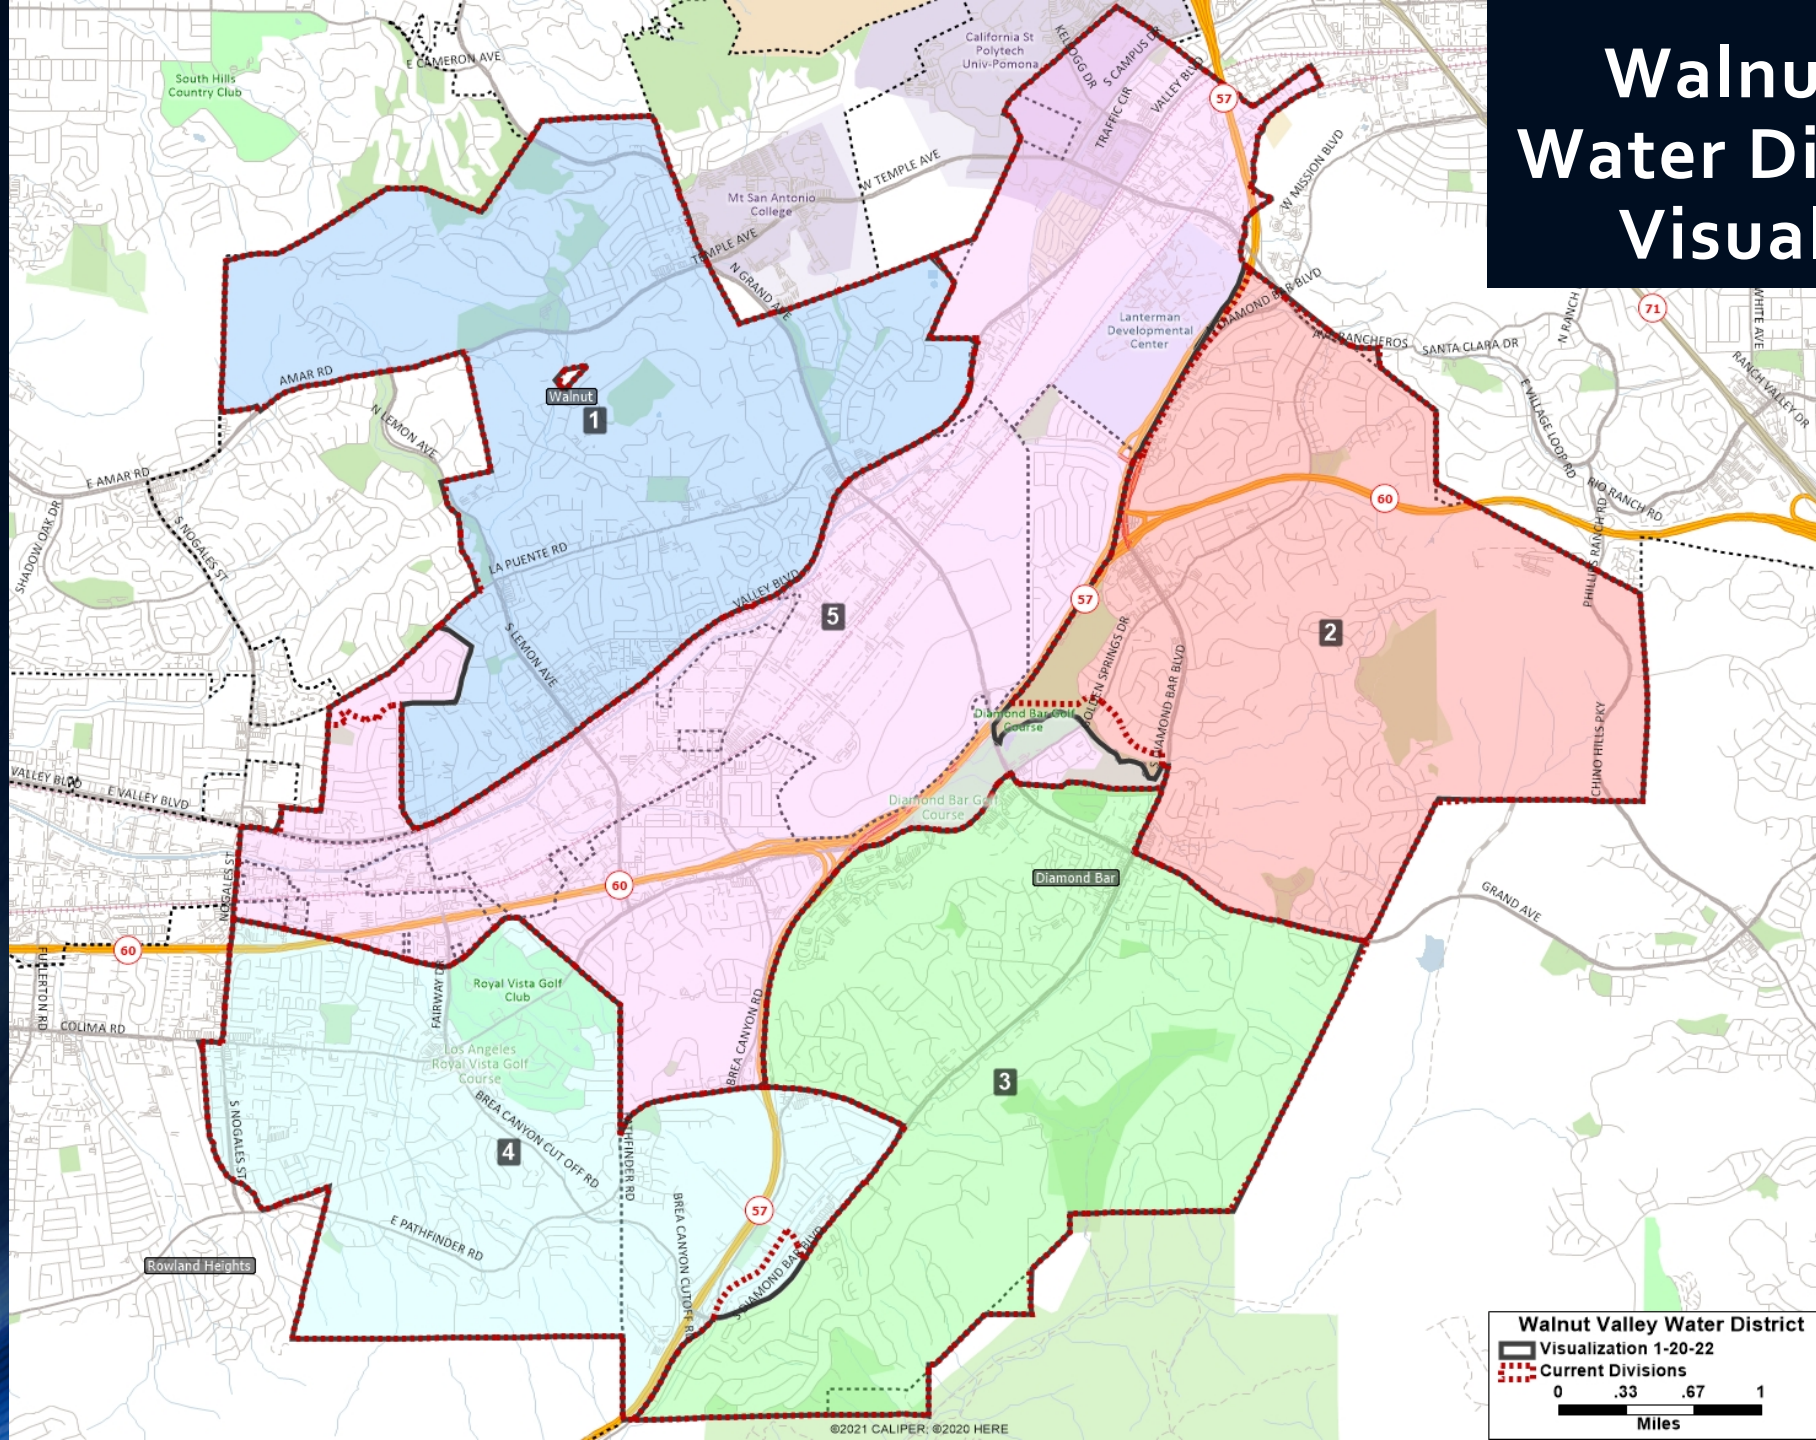 Walnu
Water Di
Visual
California St
Polytech
Univ-Pomona
KELLOGG DR
S CAMPUS DR
VALLEY BLVD
TRAFFIC CIR
57
E CAMERON AVE
South Hills
Country Club
W MISSION BLVD
W TEMPLE AVE
Mt San Antonio
College
TEMPLE AVE
N GRAND AVE
Lanterman
Developmental
Center
DIAMOND BAR BLVD
RANCHEROS
SANTA CLARA DR
N RANCH
71
WHITE AVE
RANCH VALLEY DR
E VILLAGE LOOP RD
RIO RANCH RD
AMAR RD
N LEMON AVE
Walnut
1
E AMAR RD
SHADOW OAK DR
S NOGALES ST
LA PUENTE RD
VALLEY BLVD
S LEMON AVE
60
PHILLIPS RANCH RD
57
5
2
GOLDEN SPRINGS DR
S DIAMOND BAR BLVD
Diamond Bar Golf
Course
CHINO HILLS PKY
VALLEY BLVD
E VALLEY BLVD
Diamond Bar Golf
Course
NOGALES ST
60
Diamond Bar
GRAND AVE
60
FULLERTON RD
COLIMA RD
FAIRWAY DR
Royal Vista Golf
Club
BREA CANYON RD
Los Angeles
Royal Vista Golf
Course
3
BREA CANYON CUT OFF RD
S NOGALES ST
4
PATHFINDER RD
E PATHFINDER RD
BREA CANYON CUTOFF RD
57
DIAMOND BAR BLVD
Rowland Heights
Walnut Valley Water District
Visualization 1-20-22
Current Divisions
0 .33 .67 1
Miles
©2021 CALIPER; ©2020 HERE